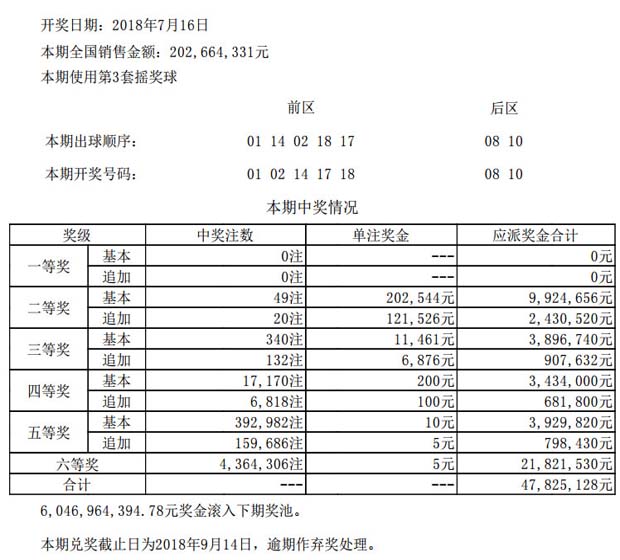 开奖日期：2018年7月16日
本期全国销售金额：202,664,331元
本期使用第3套摇奖球
前区 后区
本期出球顺序： 01 14 02 18 17 08 10
本期开奖号码： 01 02 14 17 18 08 10
本期中奖情况
奖级 中奖注数 单注奖金 应派奖金合计
一等奖 基本 0注 --- 0元
追加 0注 --- 0元
二等奖 基本 49注 202,544元 9,924,656元
追加 20注 121,526元 2,430,520元
三等奖 基本 340注 11,461元 3,896,740元
追加 132注 6,876元 907,632元
四等奖 基本 17,170注 200元 3,434,000元
追加 6,818注 100元 681,800元
五等奖 基本 392,982注 10元 3,929,820元
追加 159,686注 5元 798,430元
六等奖 4,364,306注 5元 21,821,530元
合计 --- --- 47,825,128元
6,046,964,394.78元奖金滚入下期奖池。
本期兑奖截止日为2018年9月14日，逾期作弃奖处理。